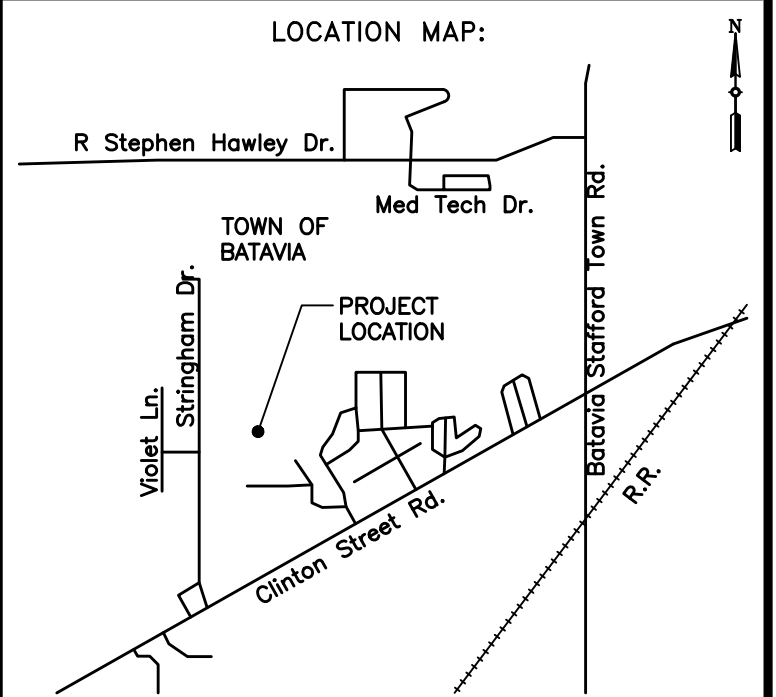 LOCATION MAP:
N
R Stephen Hawley Dr.
Med Tech Dr.
TOWN OF
BATAVIA
PROJECT
LOCATION
Stringham Dr.
Violet Ln.
Batavia Stafford Town Rd.
R.R.
Clinton Street Rd.